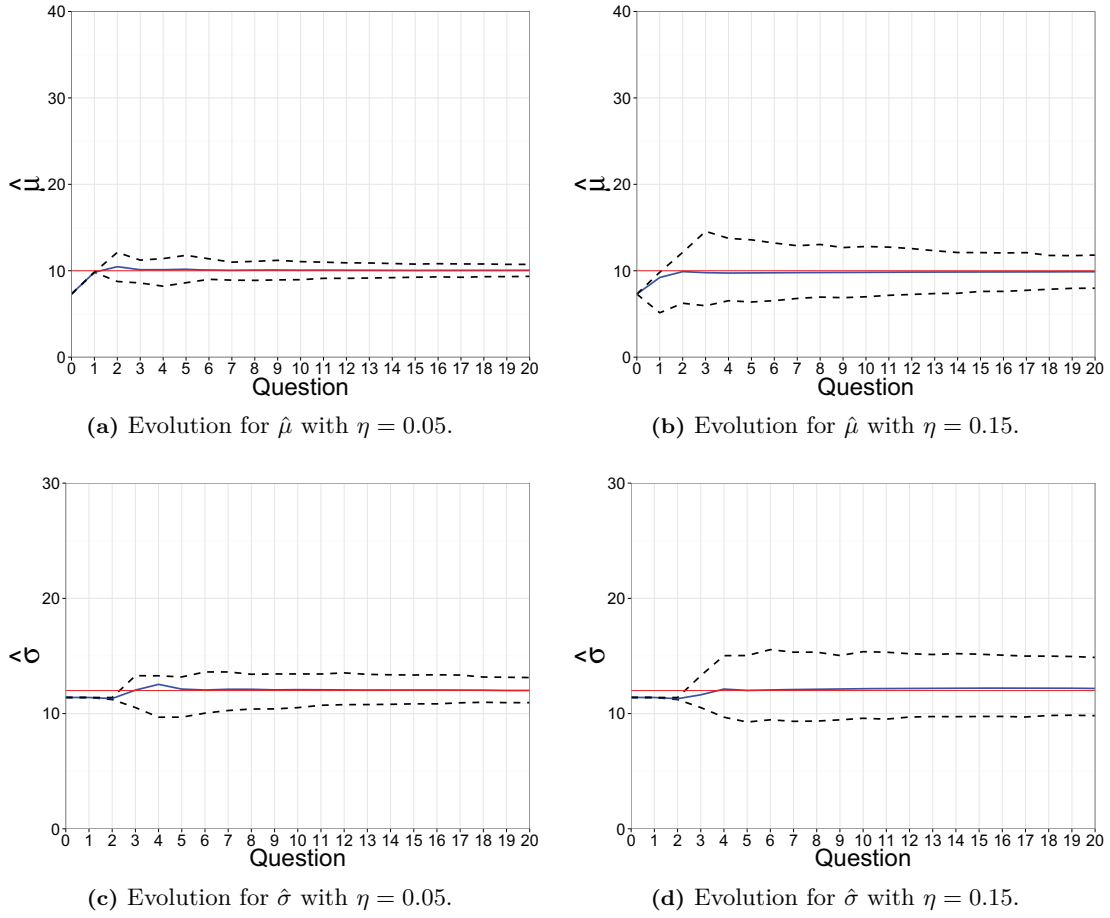 40
30
20
10
0
μ̂
0 1 2 3 4 5 6 7 8 9 10 11 12 13 14 15 16 17 18 19 20
Question
(a) Evolution for μ̂ with η = 0.05.
40
30
20
10
0
μ̂
0 1 2 3 4 5 6 7 8 9 10 11 12 13 14 15 16 17 18 19 20
Question
(b) Evolution for μ̂ with η = 0.15.
30
20
10
0
σ̂
0 1 2 3 4 5 6 7 8 9 10 11 12 13 14 15 16 17 18 19 20
Question
(c) Evolution for σ̂ with η = 0.05.
30
20
10
0
σ̂
0 1 2 3 4 5 6 7 8 9 10 11 12 13 14 15 16 17 18 19 20
Question
(d) Evolution for σ̂ with η = 0.15.